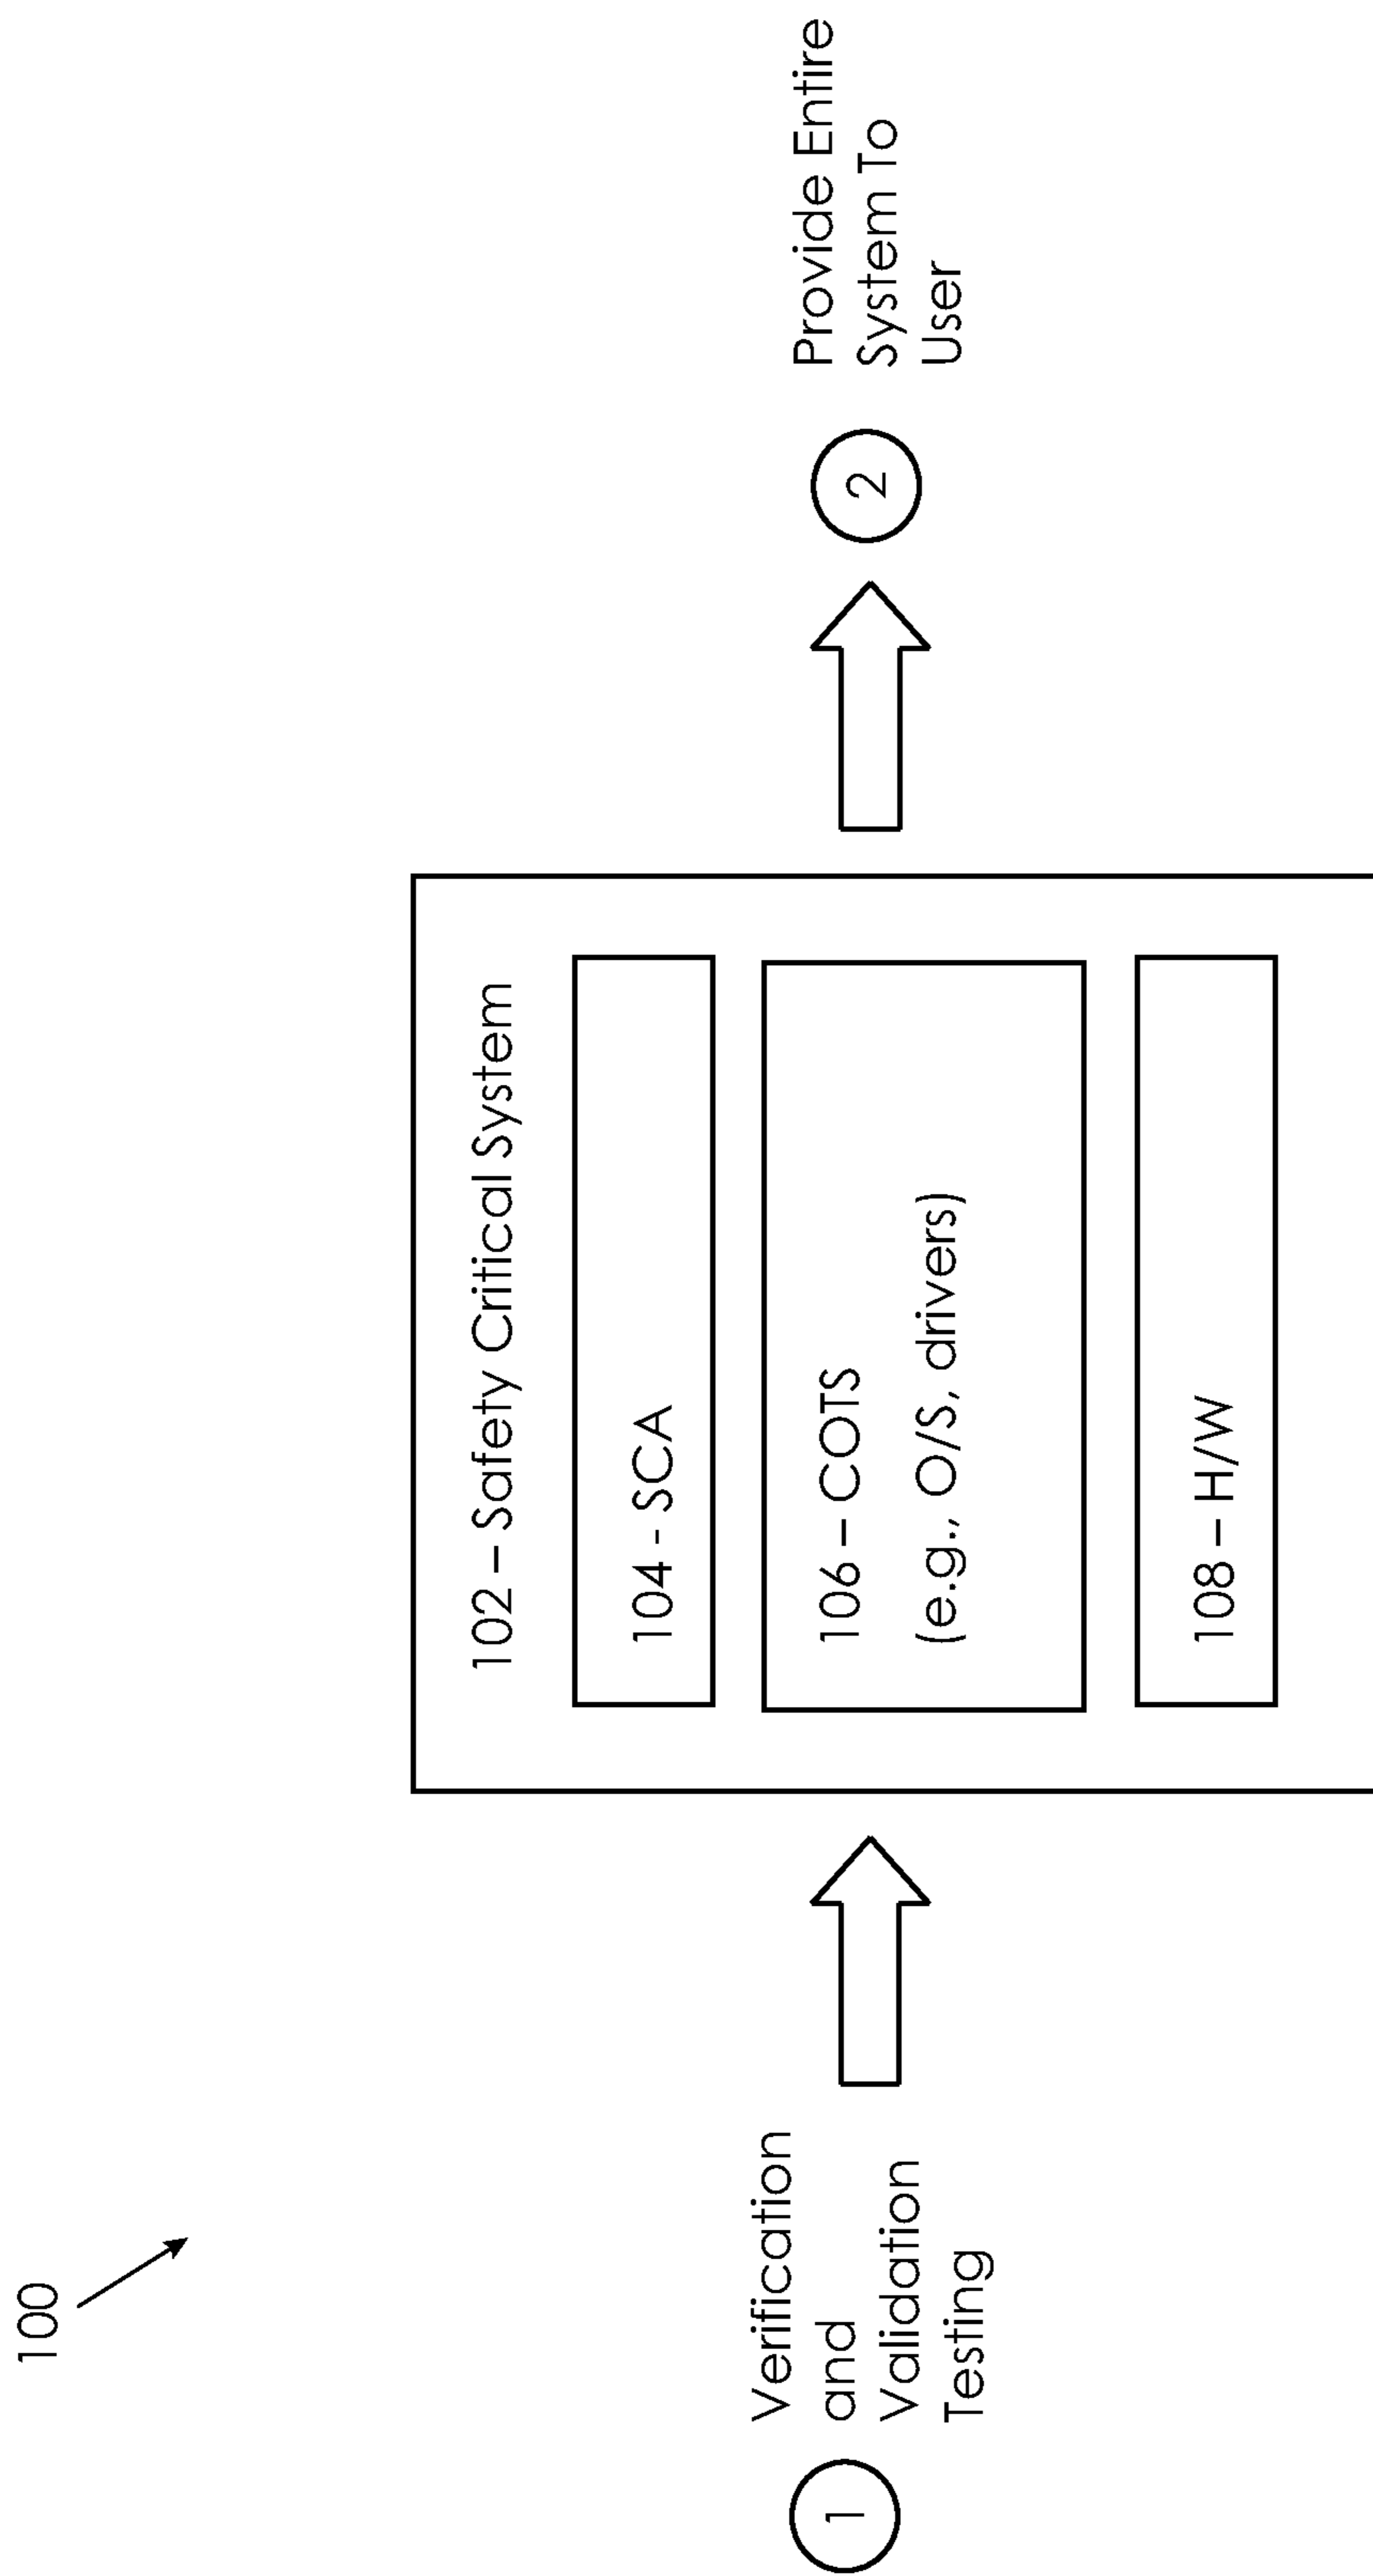 100
1
Verification
and
Validation
Testing
102 – Safety Critical System
104 - SCA
106 – COTS
(e.g., O/S, drivers)
108 – H/W
2
Provide Entire
System To
User